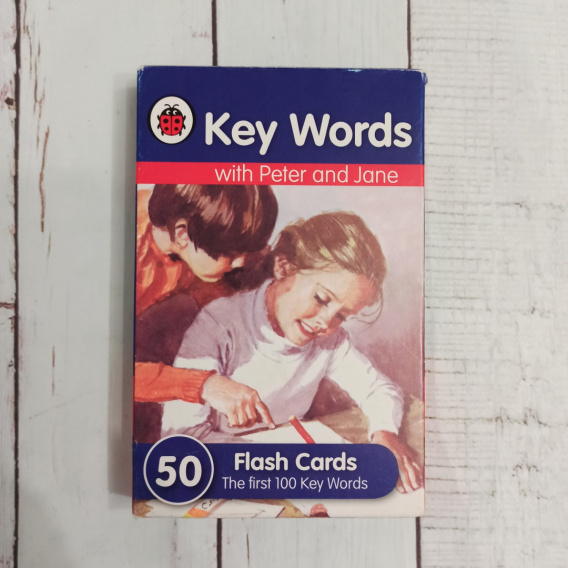 Key Words
with Peter and Jane
50
Flash Cards
The first 100 Key Words